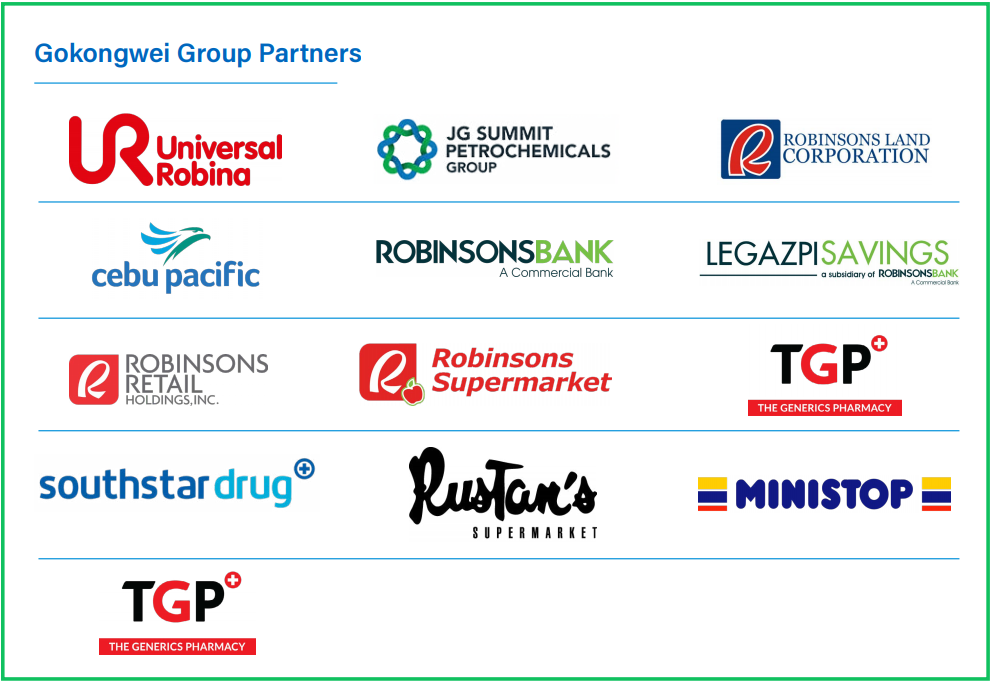 Gokongwei Group Partners
UR Universal
Robina
JG SUMMIT
PETROCHEMICALS
GROUP
R ROBINSONS LAND
CORPORATION
cebu pacific
ROBINSONSBANK
A Commercial Bank
LEGAZPISAVINGS
a subsidiary of ROBINSONSBANK
A Commercial Bank
R ROBINSONS
RETAIL
HOLDINGS,INC.
R Robinsons
Supermarket
TGP
THE GENERICS PHARMACY
southstar drug
Rustan's
SUPERMARKET
MINISTOP
TGP
THE GENERICS PHARMACY